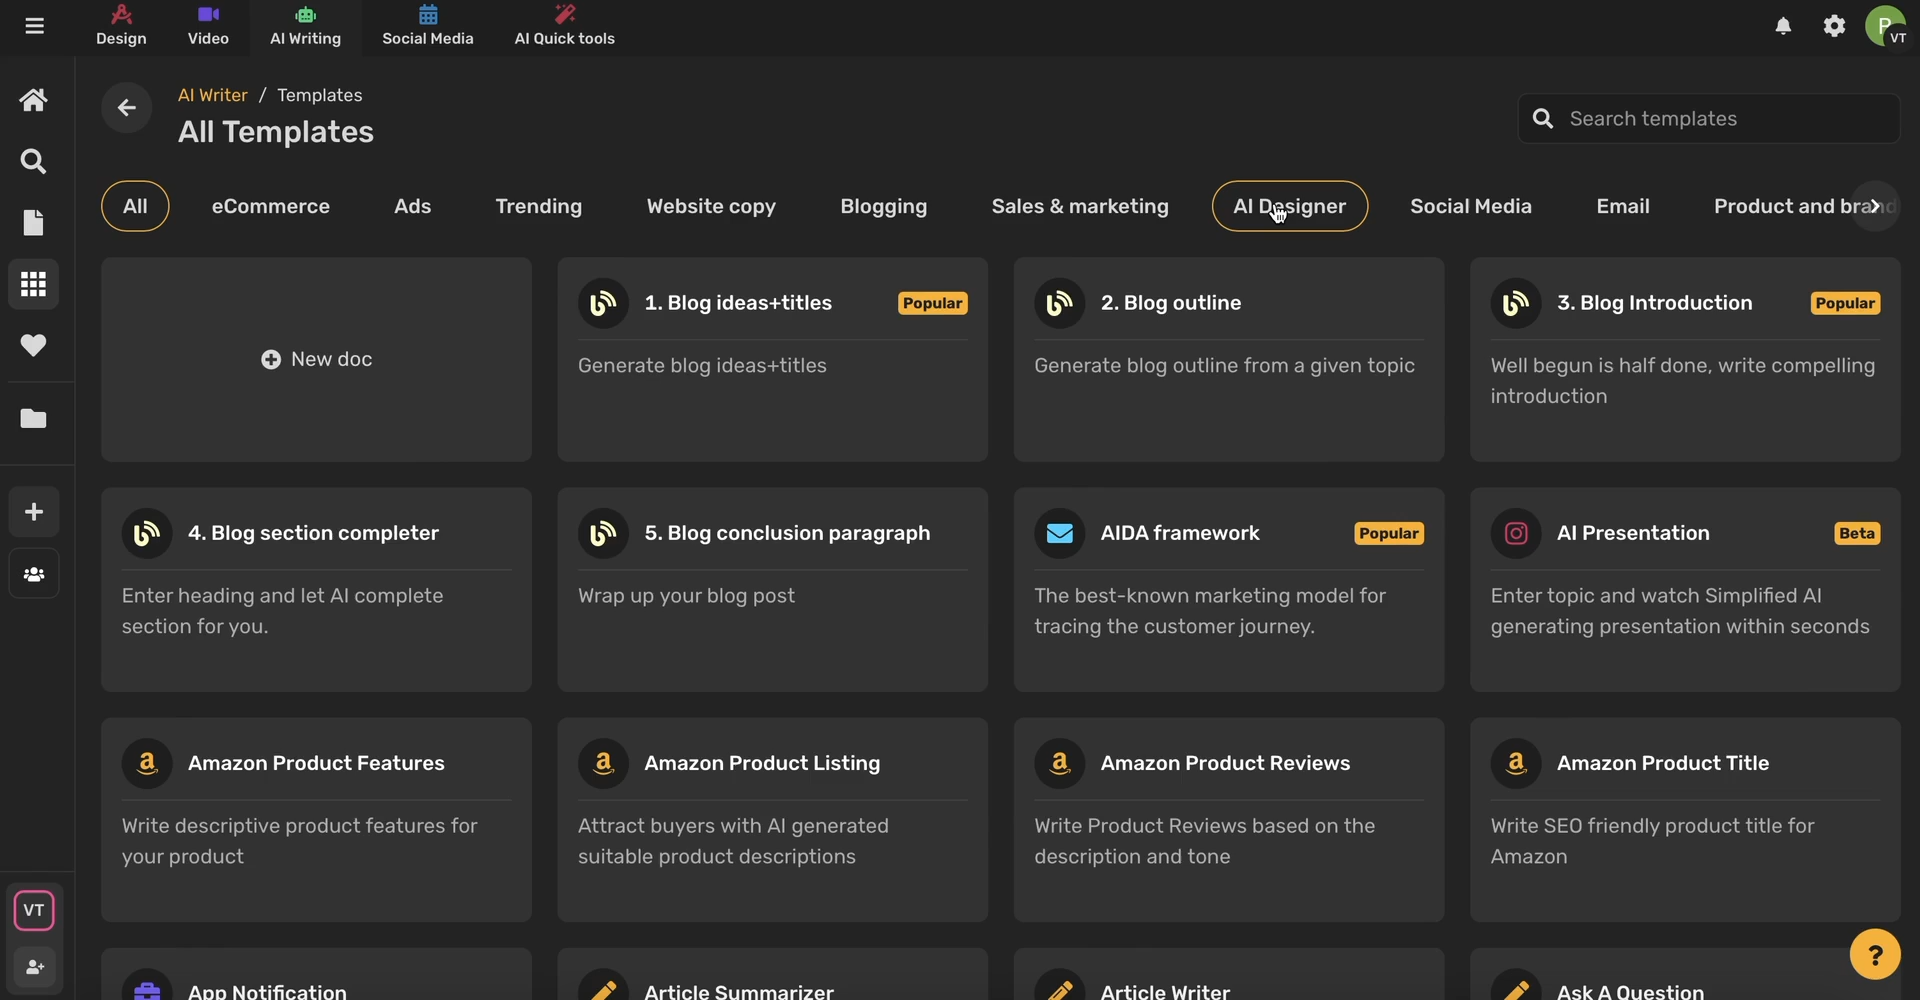 Design
Video
AI Writing
Social Media
AI Quick tools
VT
AI Writer / Templates
All Templates
Search templates
All
eCommerce
Ads
Trending
Website copy
Blogging
Sales & marketing
AI Designer
Social Media
Email
Product and brand
New doc
1. Blog ideas+titles
Popular
Generate blog ideas+titles
2. Blog outline
Generate blog outline from a given topic
3. Blog Introduction
Popular
Well begun is half done, write compelling
introduction
4. Blog section completer
Enter heading and let AI complete
section for you.
5. Blog conclusion paragraph
Wrap up your blog post
AIDA framework
Popular
The best-known marketing model for
tracing the customer journey.
AI Presentation
Beta
Enter topic and watch Simplified AI
generating presentation within seconds
Amazon Product Features
Write descriptive product features for
your product
Amazon Product Listing
Attract buyers with AI generated
suitable product descriptions
Amazon Product Reviews
Write Product Reviews based on the
description and tone
Amazon Product Title
Write SEO friendly product title for
Amazon
App Notification
Article Summarizer
Article Writer
Ask A Question
VT
?